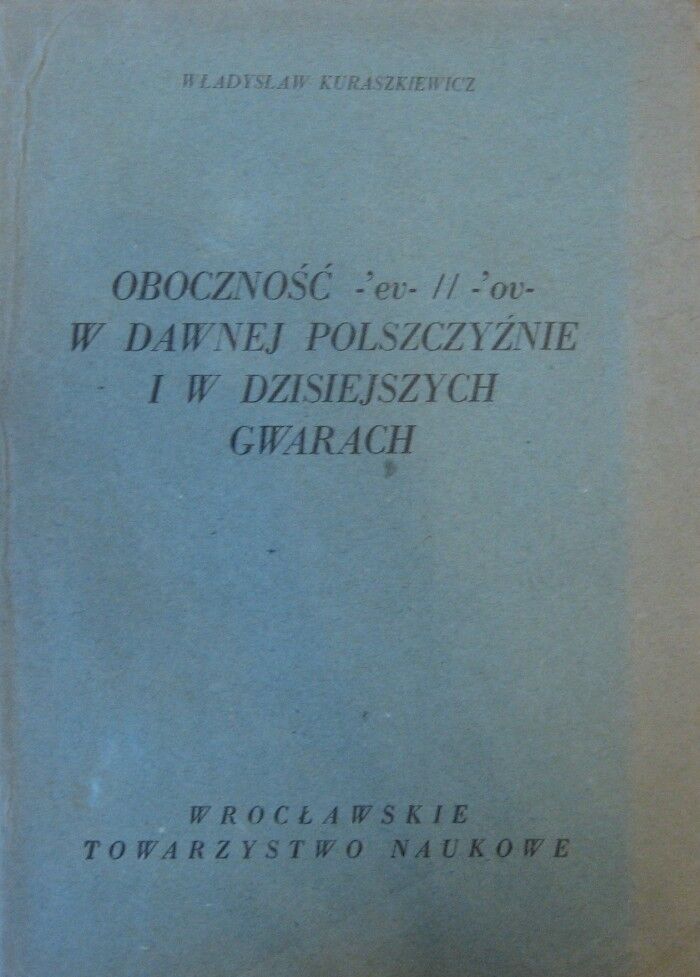 WŁADYSŁAW KURASZKIEWICZ
OBOCZNOŚĆ -'ev- // -'ov-
W DAWNEJ POLSZCZYŹNIE
I W DZISIEJSZYCH
GWARACH
WROCŁAWSKIE
TOWARZYSTWO NAUKOWE